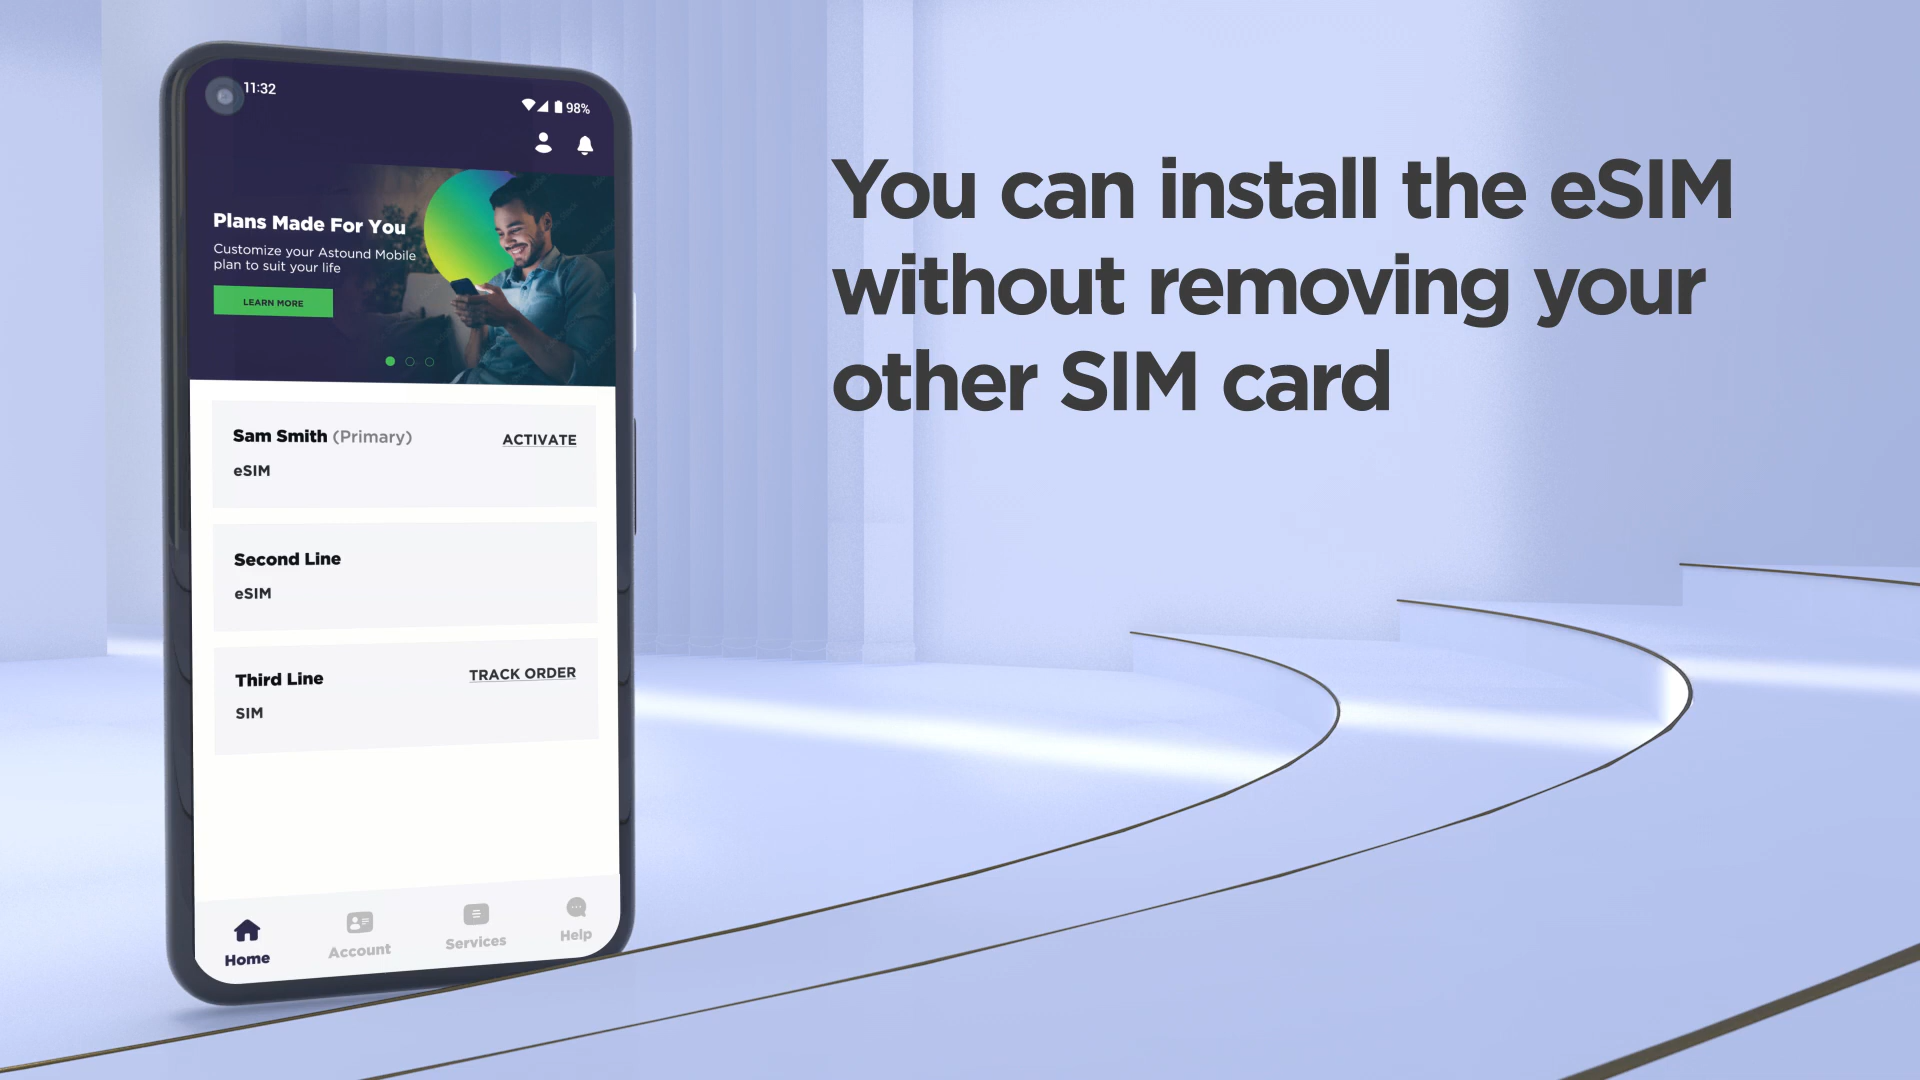 11:32
98%
Plans Made For You
Customize your Astound Mobile
plan to suit your life
LEARN MORE
Sam Smith (Primary)
ACTIVATE
eSIM
Second Line
eSIM
Third Line
TRACK ORDER
SIM
Home
Account
Services
Help
You can install the eSIM
without removing your
other SIM card